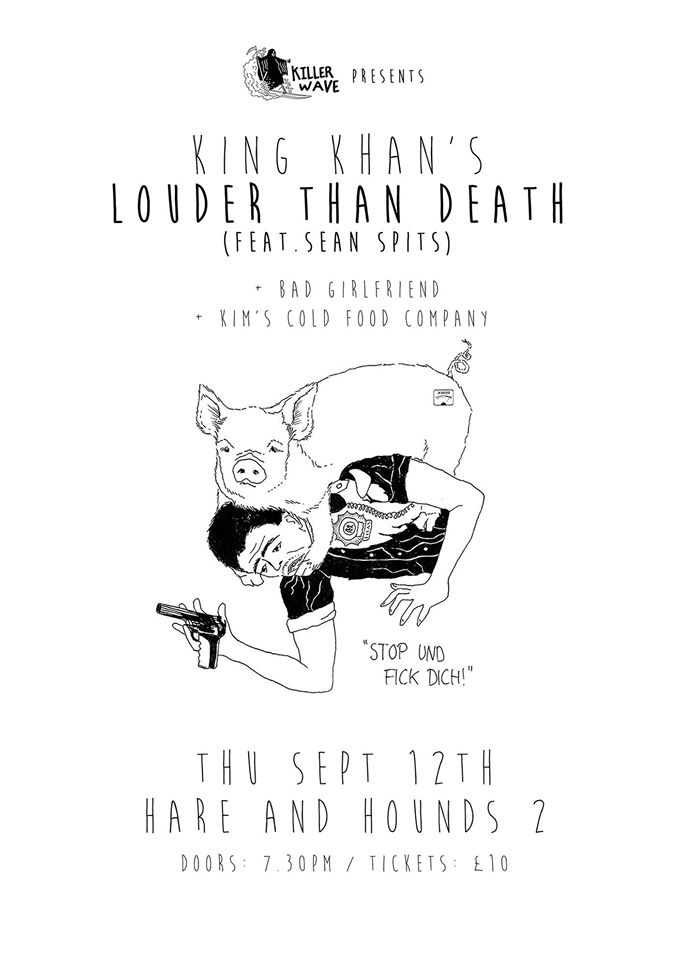 KILLER WAVE PRESENTS
KING KHAN'S
LOUDER THAN DEATH
(FEAT.SEAN SPITS)
+ BAD GIRLFRIEND
+ KIM'S COLD FOOD COMPANY
"STOP UND
FICK DICH!"
THU SEPT 12TH
HARE AND HOUNDS 2
DOORS: 7.30PM / TICKETS: £10